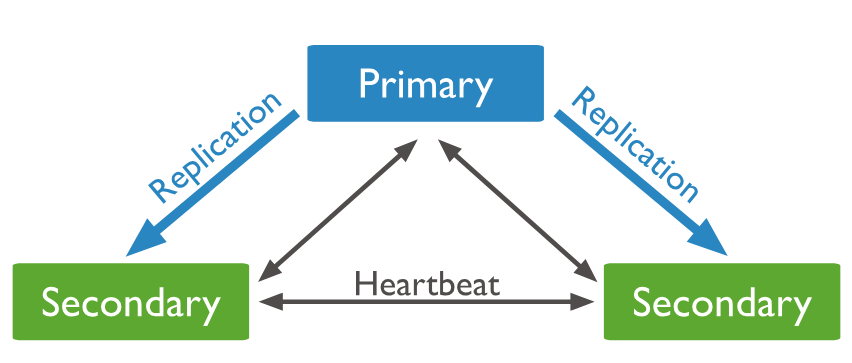 Primary
Replication
Replication
Heartbeat
Secondary
Secondary